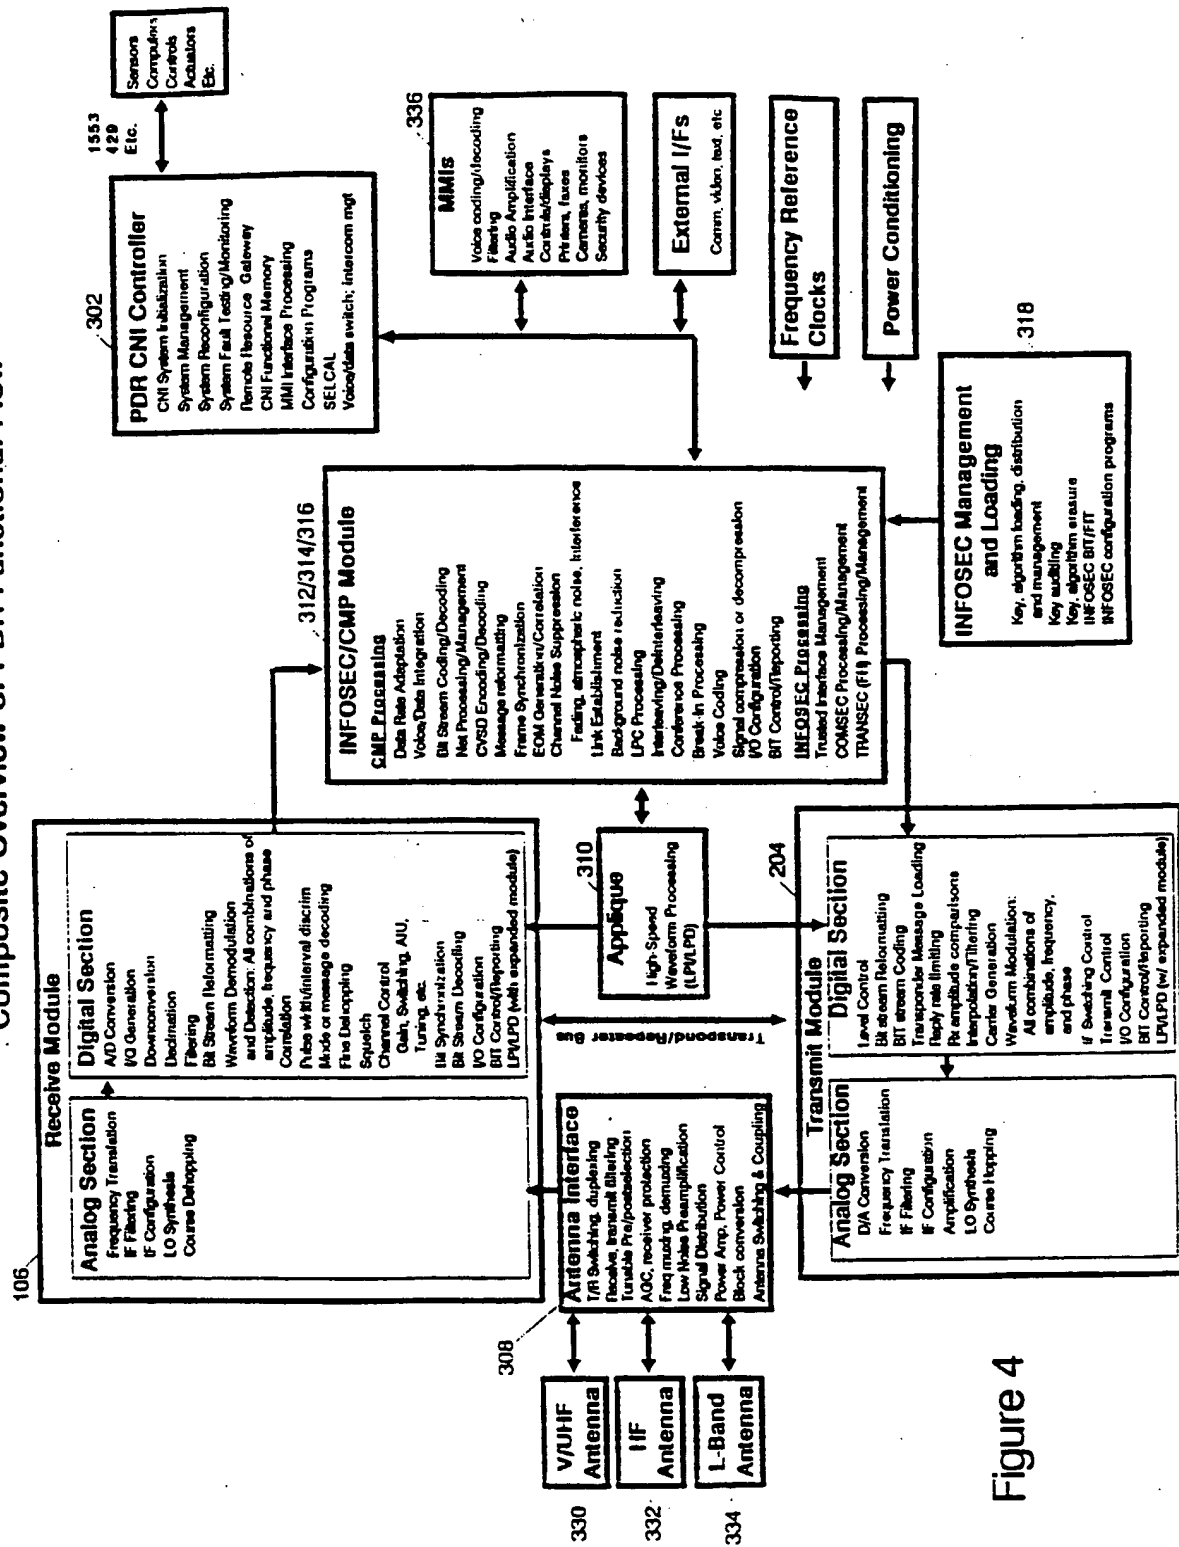 Composite Overview of PDR Functional Flow
106
Receive Module
Analog Section
Frequency Translation
IF Filtering
IF Configuration
LO Synthesis
Course Dehopping
Digital Section
A/D Conversion
I/Q Generation
Downconversion
Decimation
Filtering
Bit Stream Reformatting
Waveform Demodulation
and Detection: All combinations of
amplitude, frequency and phase
Correlation
Pulse width/interval discrim
Mode or message decoding
Fine Dehopping
Squelch
Channel Control
Gain, Switching, AIU,
Tuning, etc.
Bit Synchronization
Bit Stream Decoding
I/O Configuration
BIT Control/Reporting
LPI/LPD (with expanded module)
312/314/316
INFOSEC/CMP Module
CMP Processing
Data Rate Adaptation
Voice/Data Integration
Bit Stream Coding/Decoding
Net Processing/Management
CVSD Encoding/Decoding
Message reformatting
Frame Synchronization
EOM Generation/Correlation
Channel Noise Suppression
Fading, atmospheric noise, Interference
Link Establishment
Background noise reduction
LPC Processing
Interleaving/Deinterleaving
Conference Processing
Break-In Processing
Voice Coding
Signal compression or decompression
I/O Configuration
BIT Control/Reporting
INFOSEC Processing
Trusted Interface Management
COMSEC Processing/Management
TRANSEC (Fil) Processing/Management
302
PDR CNI Controller
CNI System Initialization
System Management
System Reconfiguration
System Fault Testing/Monitoring
Remote Resource Gateway
CNI Functional Memory
MMI Interface Processing
Configuration Programs
SELCAL
Voice/data switch; intercom mgt
1553
429
Etc.
Sensors
Computers
Controls
Actuators
Etc.
336
MMIs
Voice coding/decoding
Filtering
Audio Amplification
Audio Interface
Controls/displays
Printers, faxes
Cameras, monitors
Security devices
External I/Fs
Comm, video, text, etc
Frequency Reference
Clocks
Power Conditioning
318
INFOSEC Management
and Loading
Key, algorithm loading, distribution
and management
Key auditing
Key, algorithm erasure
INFOSEC BIT/FIT
INFOSEC configuration programs
310
Applique
High-Speed
Waveform Processing
(LPI/LPD)
Transpond/Repeater Bus
308
Antenna Interface
T/R Switching, duplexing
Receive, transmit filtering
Tunable Pre/postselection
AGC, receiver protection
Freq muxing, demuxing
Low Noise Preamplification
Signal Distribution
Power Amp, Power Control
Block conversion
Antenna Switching & Coupling
V/UHF
Antenna
330
HF
Antenna
332
L-Band
Antenna
334
204
Transmit Module
Analog Section
D/A Conversion
Frequency Translation
IF Filtering
IF Configuration
Amplification
LO Synthesis
Course Hopping
Digital Section
Level Control
Bit stream Reformatting
BIT stream Coding
Transponder Message Loading
Reply rate limiting
Rx amplitude comparisons
Interpolation/Filtering
Carrier Generation
Waveform Modulation:
All combinations of
amplitude, frequency,
and phase
IF Switching Control
Transmit Control
I/O Configuration
BIT Control/Reporting
LPI/LPD (w/ expanded module)
Figure 4